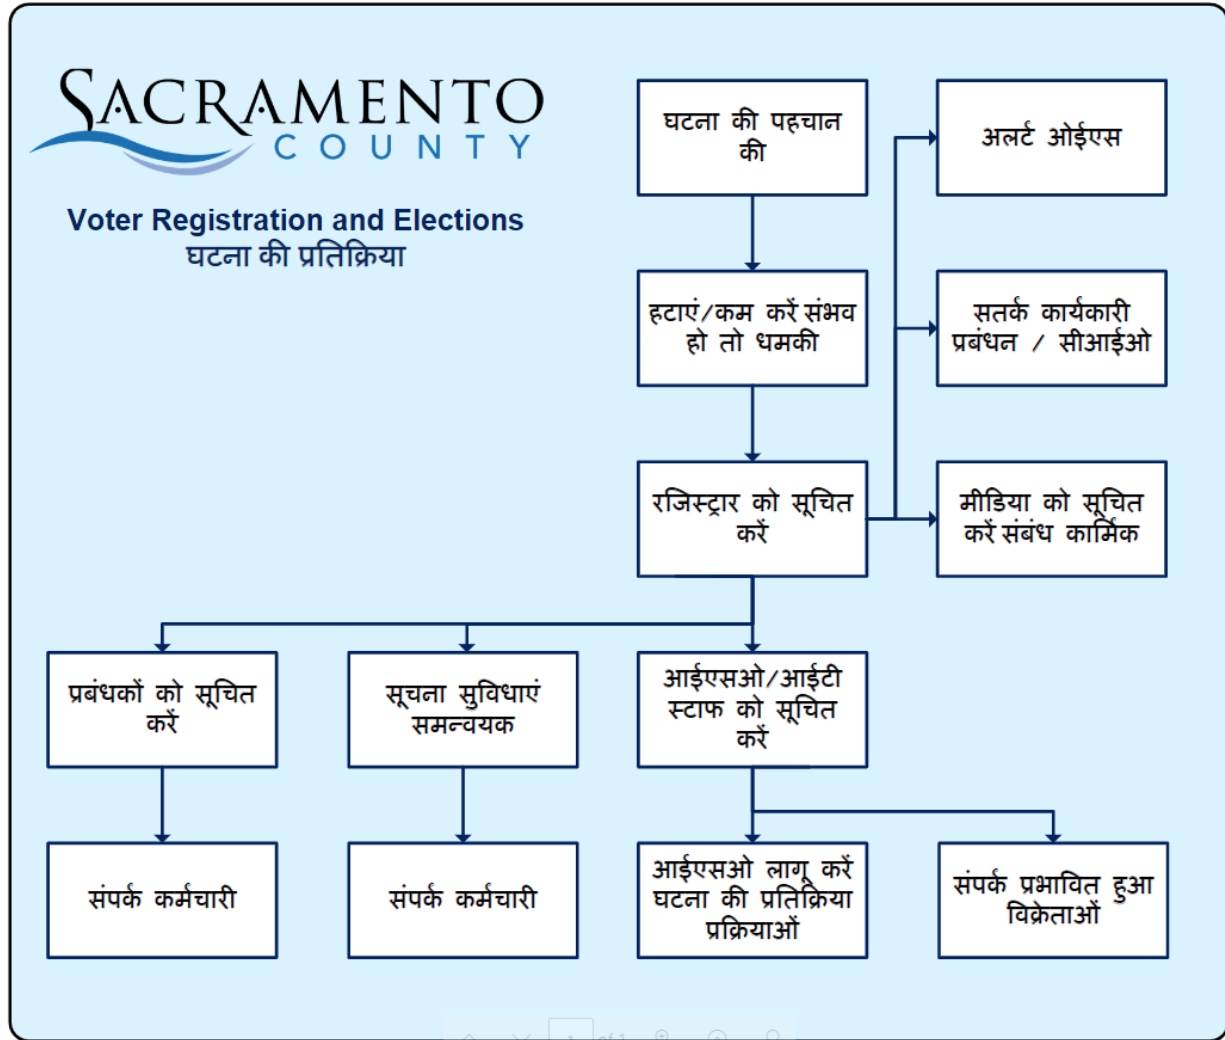 SACRAMENTO
COUNTY
Voter Registration and Elections
घटना की प्रतिक्रिया
घटना की पहचान
की
अलर्ट ओईएस
हटाएं/कम करें संभव
हो तो धमकी
सतर्क कार्यकारी
प्रबंधन / सीआईओ
रजिस्ट्रार को सूचित
करें
मीडिया को सूचित
करें संबंध कार्मिक
प्रबंधकों को सूचित
करें
सूचना सुविधाएं
समन्वयक
आईएसओ/आईटी
स्टाफ को सूचित
करें
संपर्क कर्मचारी
संपर्क कर्मचारी
आईएसओ लागू करें
घटना की प्रतिक्रिया
प्रक्रियाओं
संपर्क प्रभावित हुआ
विक्रेताओं